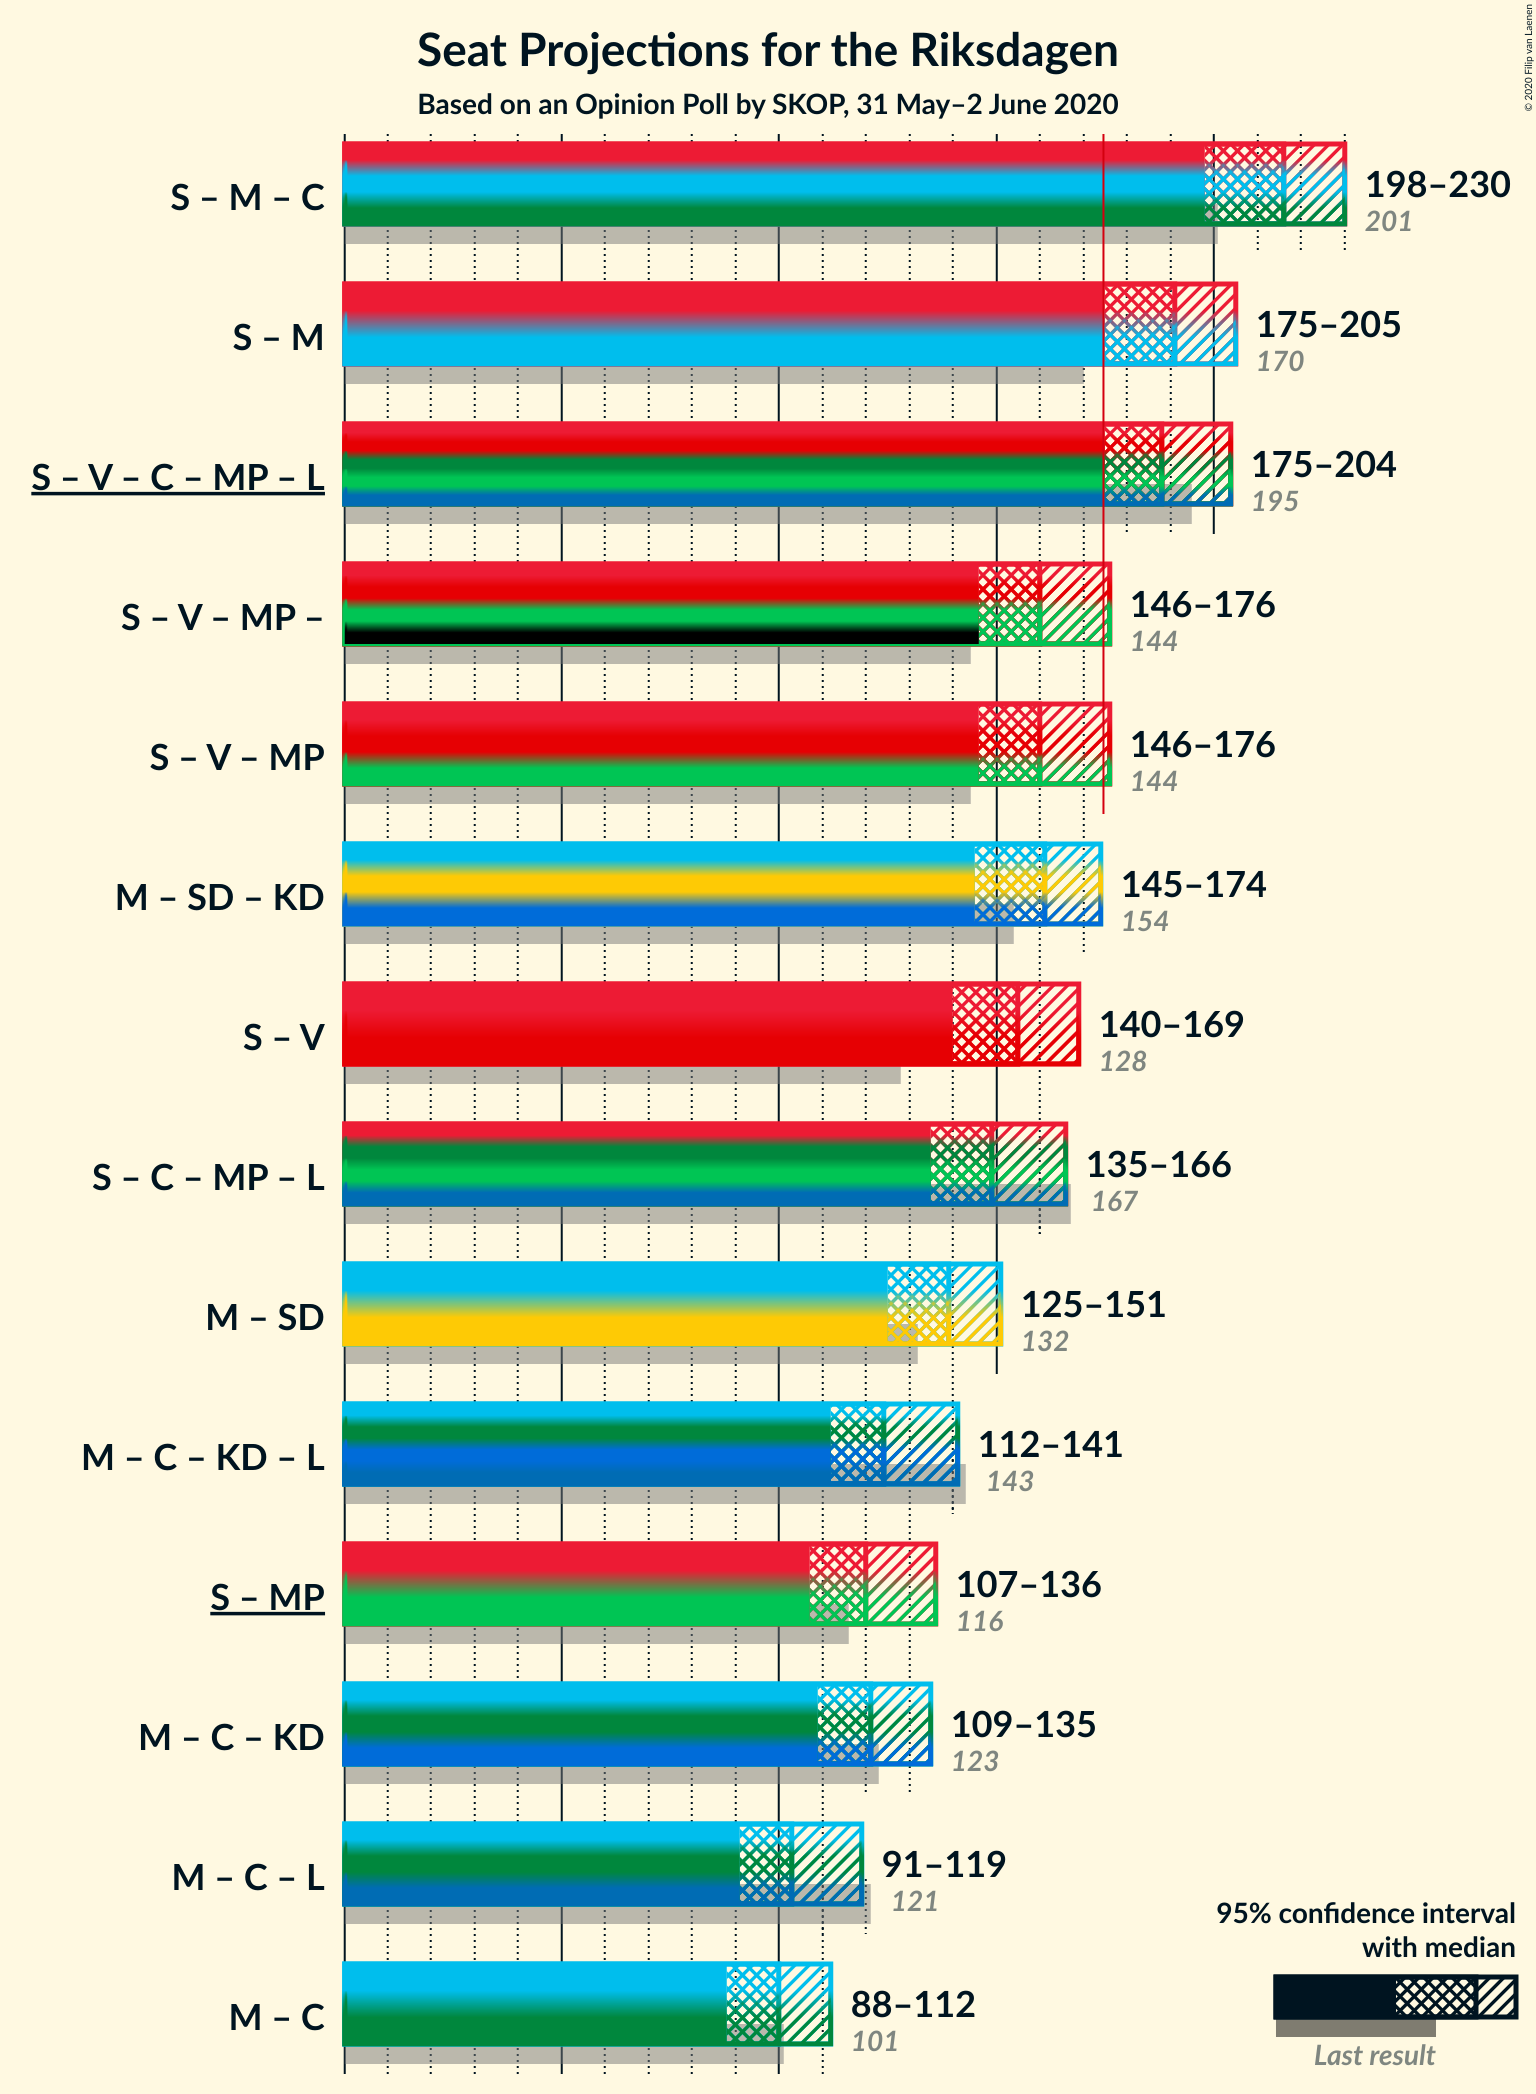 Seat Projections for the Riksdagen
Based on an Opinion Poll by SKOP, 31 May–2 June 2020
© 2020 Filip van Laenen
S – M – C
198–230
201
S – M
175–205
170
S – V – C – MP – L
175–204
195
S – V – MP –
146–176
144
S – V – MP
146–176
144
M – SD – KD
145–174
154
S – V
140–169
128
S – C – MP – L
135–166
167
M – SD
125–151
132
M – C – KD – L
112–141
143
S – MP
107–136
116
M – C – KD
109–135
123
M – C – L
91–119
121
M – C
88–112
101
95% confidence interval
with median
Last result